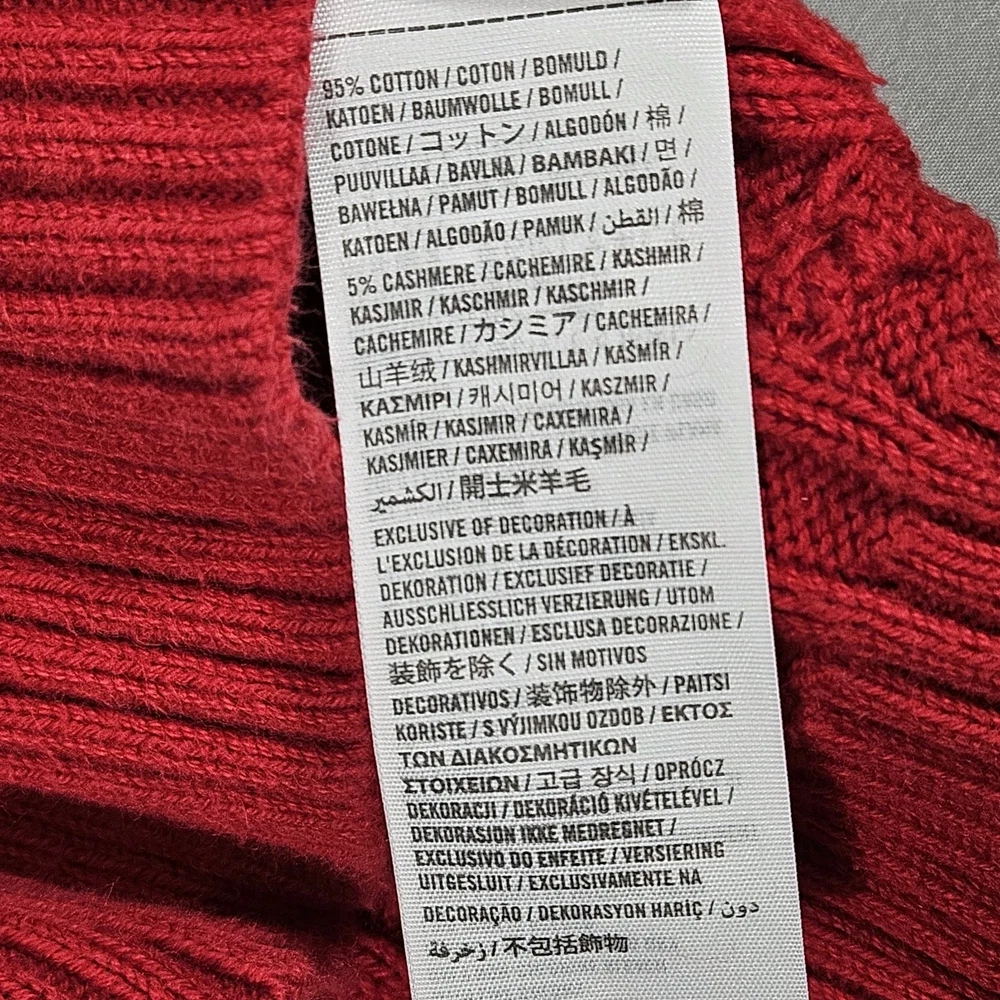 95% COTTON / COTON / BOMULD /
KATOEN / BAUMWOLLE / BOMULL /
COTONE / コットン / ALGODÓN / 棉 /
PUUVILLAA / BAVLNA / BAMBAKI / 면 /
BAWEŁNA / PAMUT / BOMULL / ALGODÃO /
KATOEN / ALGODÃO / PAMUK / القطن / 棉
5% CASHMERE / CACHEMIRE / KASHMIR /
KASJMIR / KASCHMIR / KASCHMIR /
CACHEMIRE / カシミア / CACHEMIRA /
山羊绒 / KASHMIRVILLAA / KAŠMÍR /
ΚΑΣΜΙΡΙ / 캐시미어 / KASZMIR /
KASMÍR / KASJMIR / CAXEMIRA /
KASJMIER / CAXEMIRA / KAŞMİR /
الكشمير / 開士米羊毛
EXCLUSIVE OF DECORATION / À
L'EXCLUSION DE LA DÉCORATION / EKSKL.
DEKORATION / EXCLUSIEF DECORATIE /
AUSSCHLIESSLICH VERZIERUNG / UTOM
DEKORATIONEN / ESCLUSA DECORAZIONE /
装飾を除く / SIN MOTIVOS
DECORATIVOS / 装饰物除外 / PAITSI
KORISTE / S VÝJIMKOU OZDOB / ΕΚΤΟΣ
ΤΩΝ ΔΙΑΚΟΣΜΗΤΙΚΩΝ
ΣΤΟΙΧΕΙΩΝ / 고급 장식 / OPRÓCZ
DEKORACJI / DEKORÁCIÓ KIVÉTELÉVEL /
DEKORASJON IKKE MEDREGNET /
EXCLUSIVO DO ENFEITE / VERSIERING
UITGESLUIT / EXCLUSIVAMENTE NA
DECORAÇÃO / DEKORASYON HARİÇ / دون
زخرفة / 不包括飾物